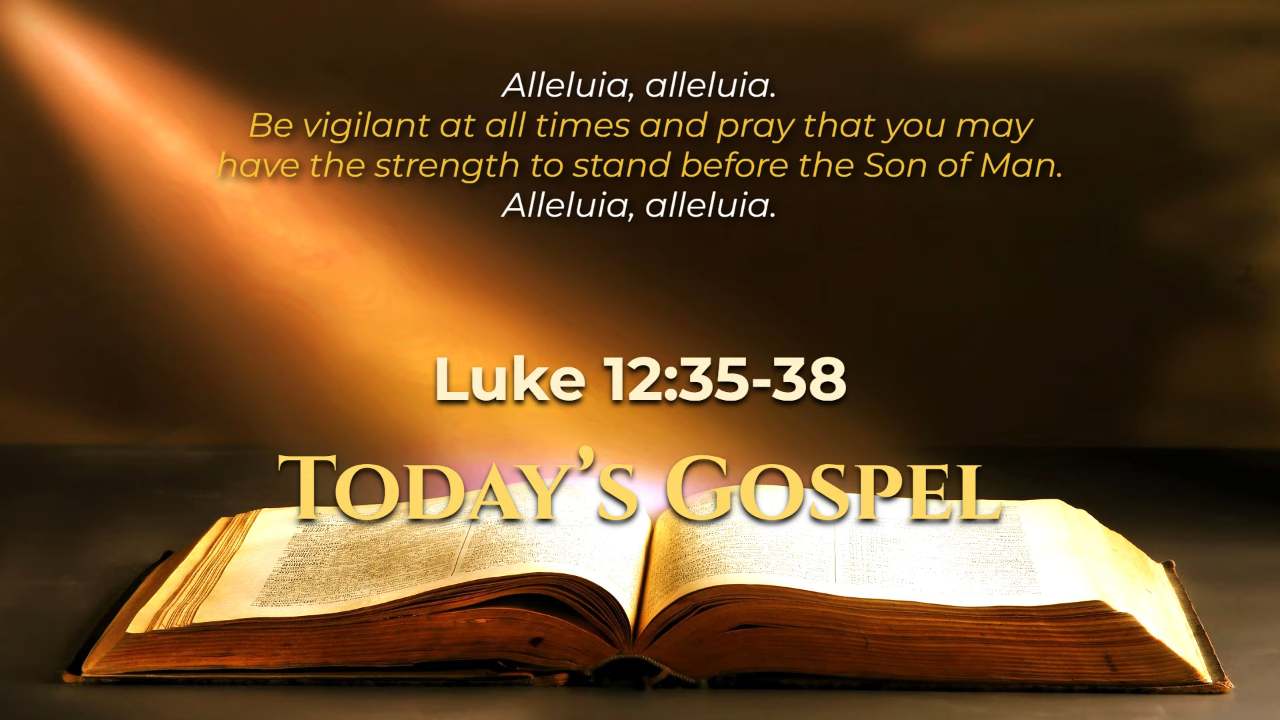 Alleluia, alleluia.
Be vigilant at all times and pray that you may
have the strength to stand before the Son of Man.
Alleluia, alleluia.
Luke 12:35-38
Today’s Gospel